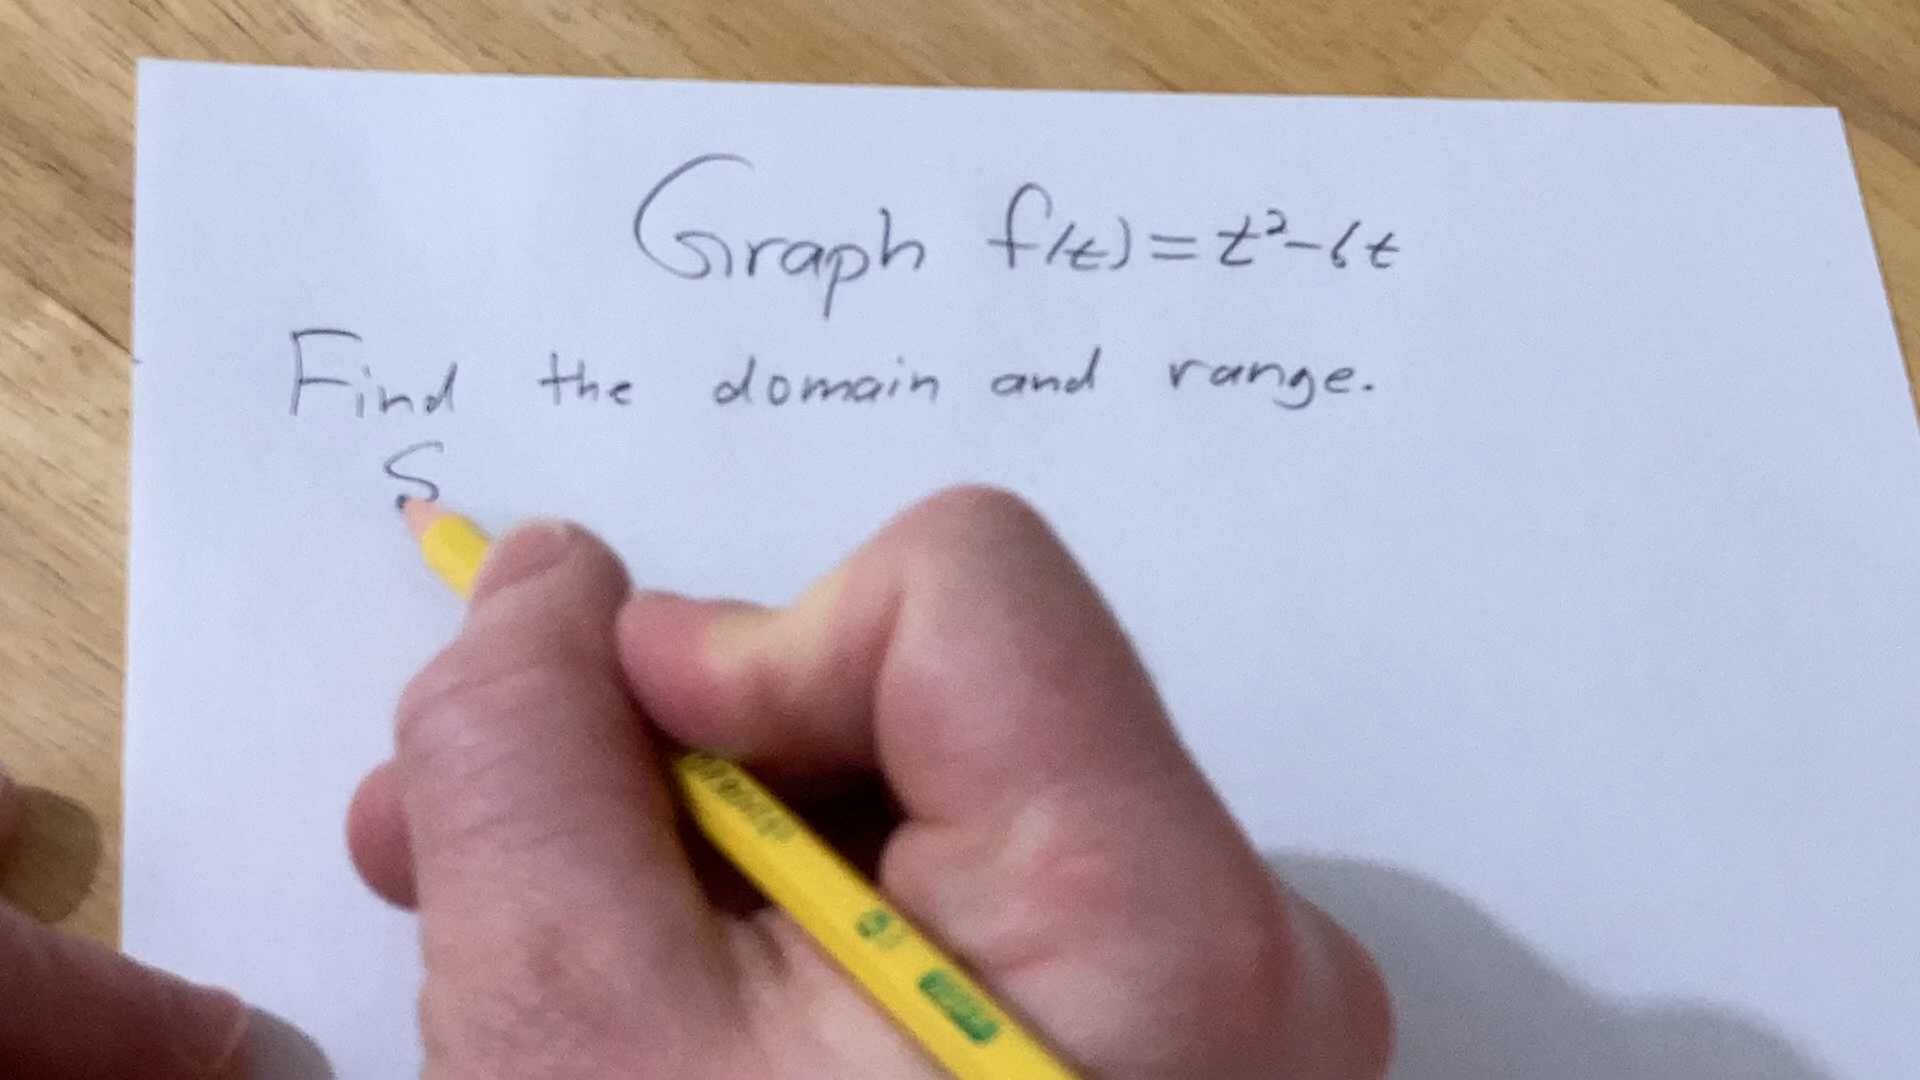 Graph f(t) = t²-6t
Find the domain and range.
S